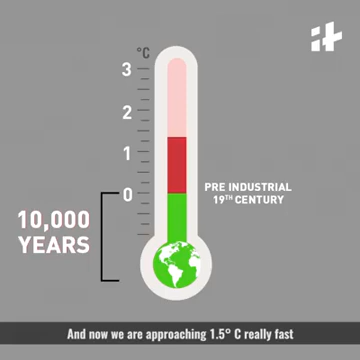 °C
3
2
1
0
PRE INDUSTRIAL
19TH CENTURY
10,000
YEARS
And now we are approaching 1.5° C really fast